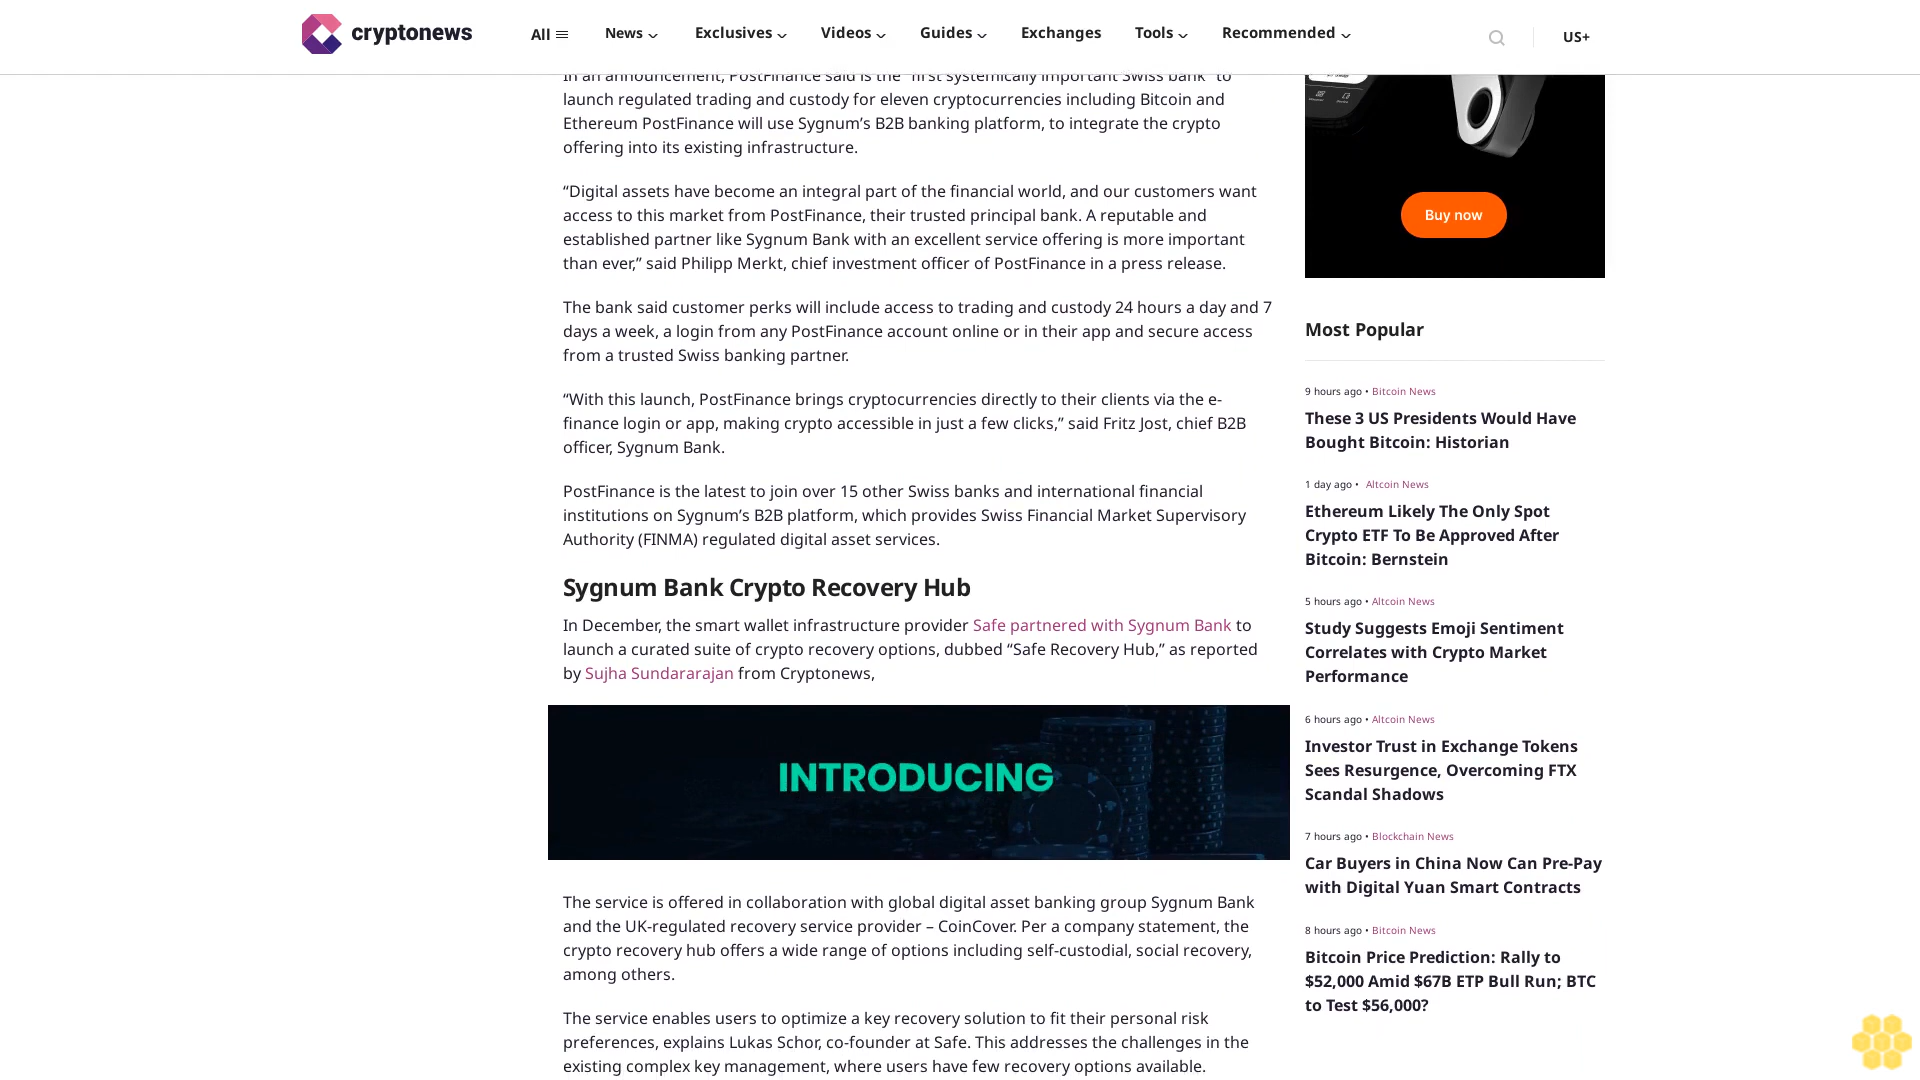 cryptonews
All
News
Exclusives
Videos
Guides
Exchanges
Tools
Recommended
US+
In an announcement, PostFinance said is the “first systemically important Swiss bank” to
launch regulated trading and custody for eleven cryptocurrencies including Bitcoin and
Ethereum PostFinance will use Sygnum’s B2B banking platform, to integrate the crypto
offering into its existing infrastructure.
“Digital assets have become an integral part of the financial world, and our customers want
access to this market from PostFinance, their trusted principal bank. A reputable and
established partner like Sygnum Bank with an excellent service offering is more important
than ever,” said Philipp Merkt, chief investment officer of PostFinance in a press release.
The bank said customer perks will include access to trading and custody 24 hours a day and 7
days a week, a login from any PostFinance account online or in their app and secure access
from a trusted Swiss banking partner.
“With this launch, PostFinance brings cryptocurrencies directly to their clients via the e-
finance login or app, making crypto accessible in just a few clicks,” said Fritz Jost, chief B2B
officer, Sygnum Bank.
PostFinance is the latest to join over 15 other Swiss banks and international financial
institutions on Sygnum’s B2B platform, which provides Swiss Financial Market Supervisory
Authority (FINMA) regulated digital asset services.
Sygnum Bank Crypto Recovery Hub
In December, the smart wallet infrastructure provider Safe partnered with Sygnum Bank to
launch a curated suite of crypto recovery options, dubbed “Safe Recovery Hub,” as reported
by Sujha Sundararajan from Cryptonews,
INTRODUCING
The service is offered in collaboration with global digital asset banking group Sygnum Bank
and the UK-regulated recovery service provider – CoinCover. Per a company statement, the
crypto recovery hub offers a wide range of options including self-custodial, social recovery,
among others.
The service enables users to optimize a key recovery solution to fit their personal risk
preferences, explains Lukas Schor, co-founder at Safe. This addresses the challenges in the
existing complex key management, where users have few recovery options available.
Buy now
Most Popular
9 hours ago • Bitcoin News
These 3 US Presidents Would Have
Bought Bitcoin: Historian
1 day ago • Altcoin News
Ethereum Likely The Only Spot
Crypto ETF To Be Approved After
Bitcoin: Bernstein
5 hours ago • Altcoin News
Study Suggests Emoji Sentiment
Correlates with Crypto Market
Performance
6 hours ago • Altcoin News
Investor Trust in Exchange Tokens
Sees Resurgence, Overcoming FTX
Scandal Shadows
7 hours ago • Blockchain News
Car Buyers in China Now Can Pre-Pay
with Digital Yuan Smart Contracts
8 hours ago • Bitcoin News
Bitcoin Price Prediction: Rally to
$52,000 Amid $67B ETP Bull Run; BTC
to Test $56,000?